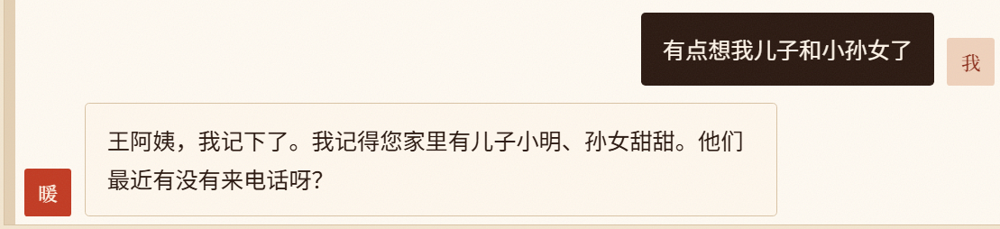 有点想我儿子和小孙女了
我
王阿姨，我记下了。我记得您家里有儿子小明、孙女甜甜。他们
最近有没有来电话呀？
暖